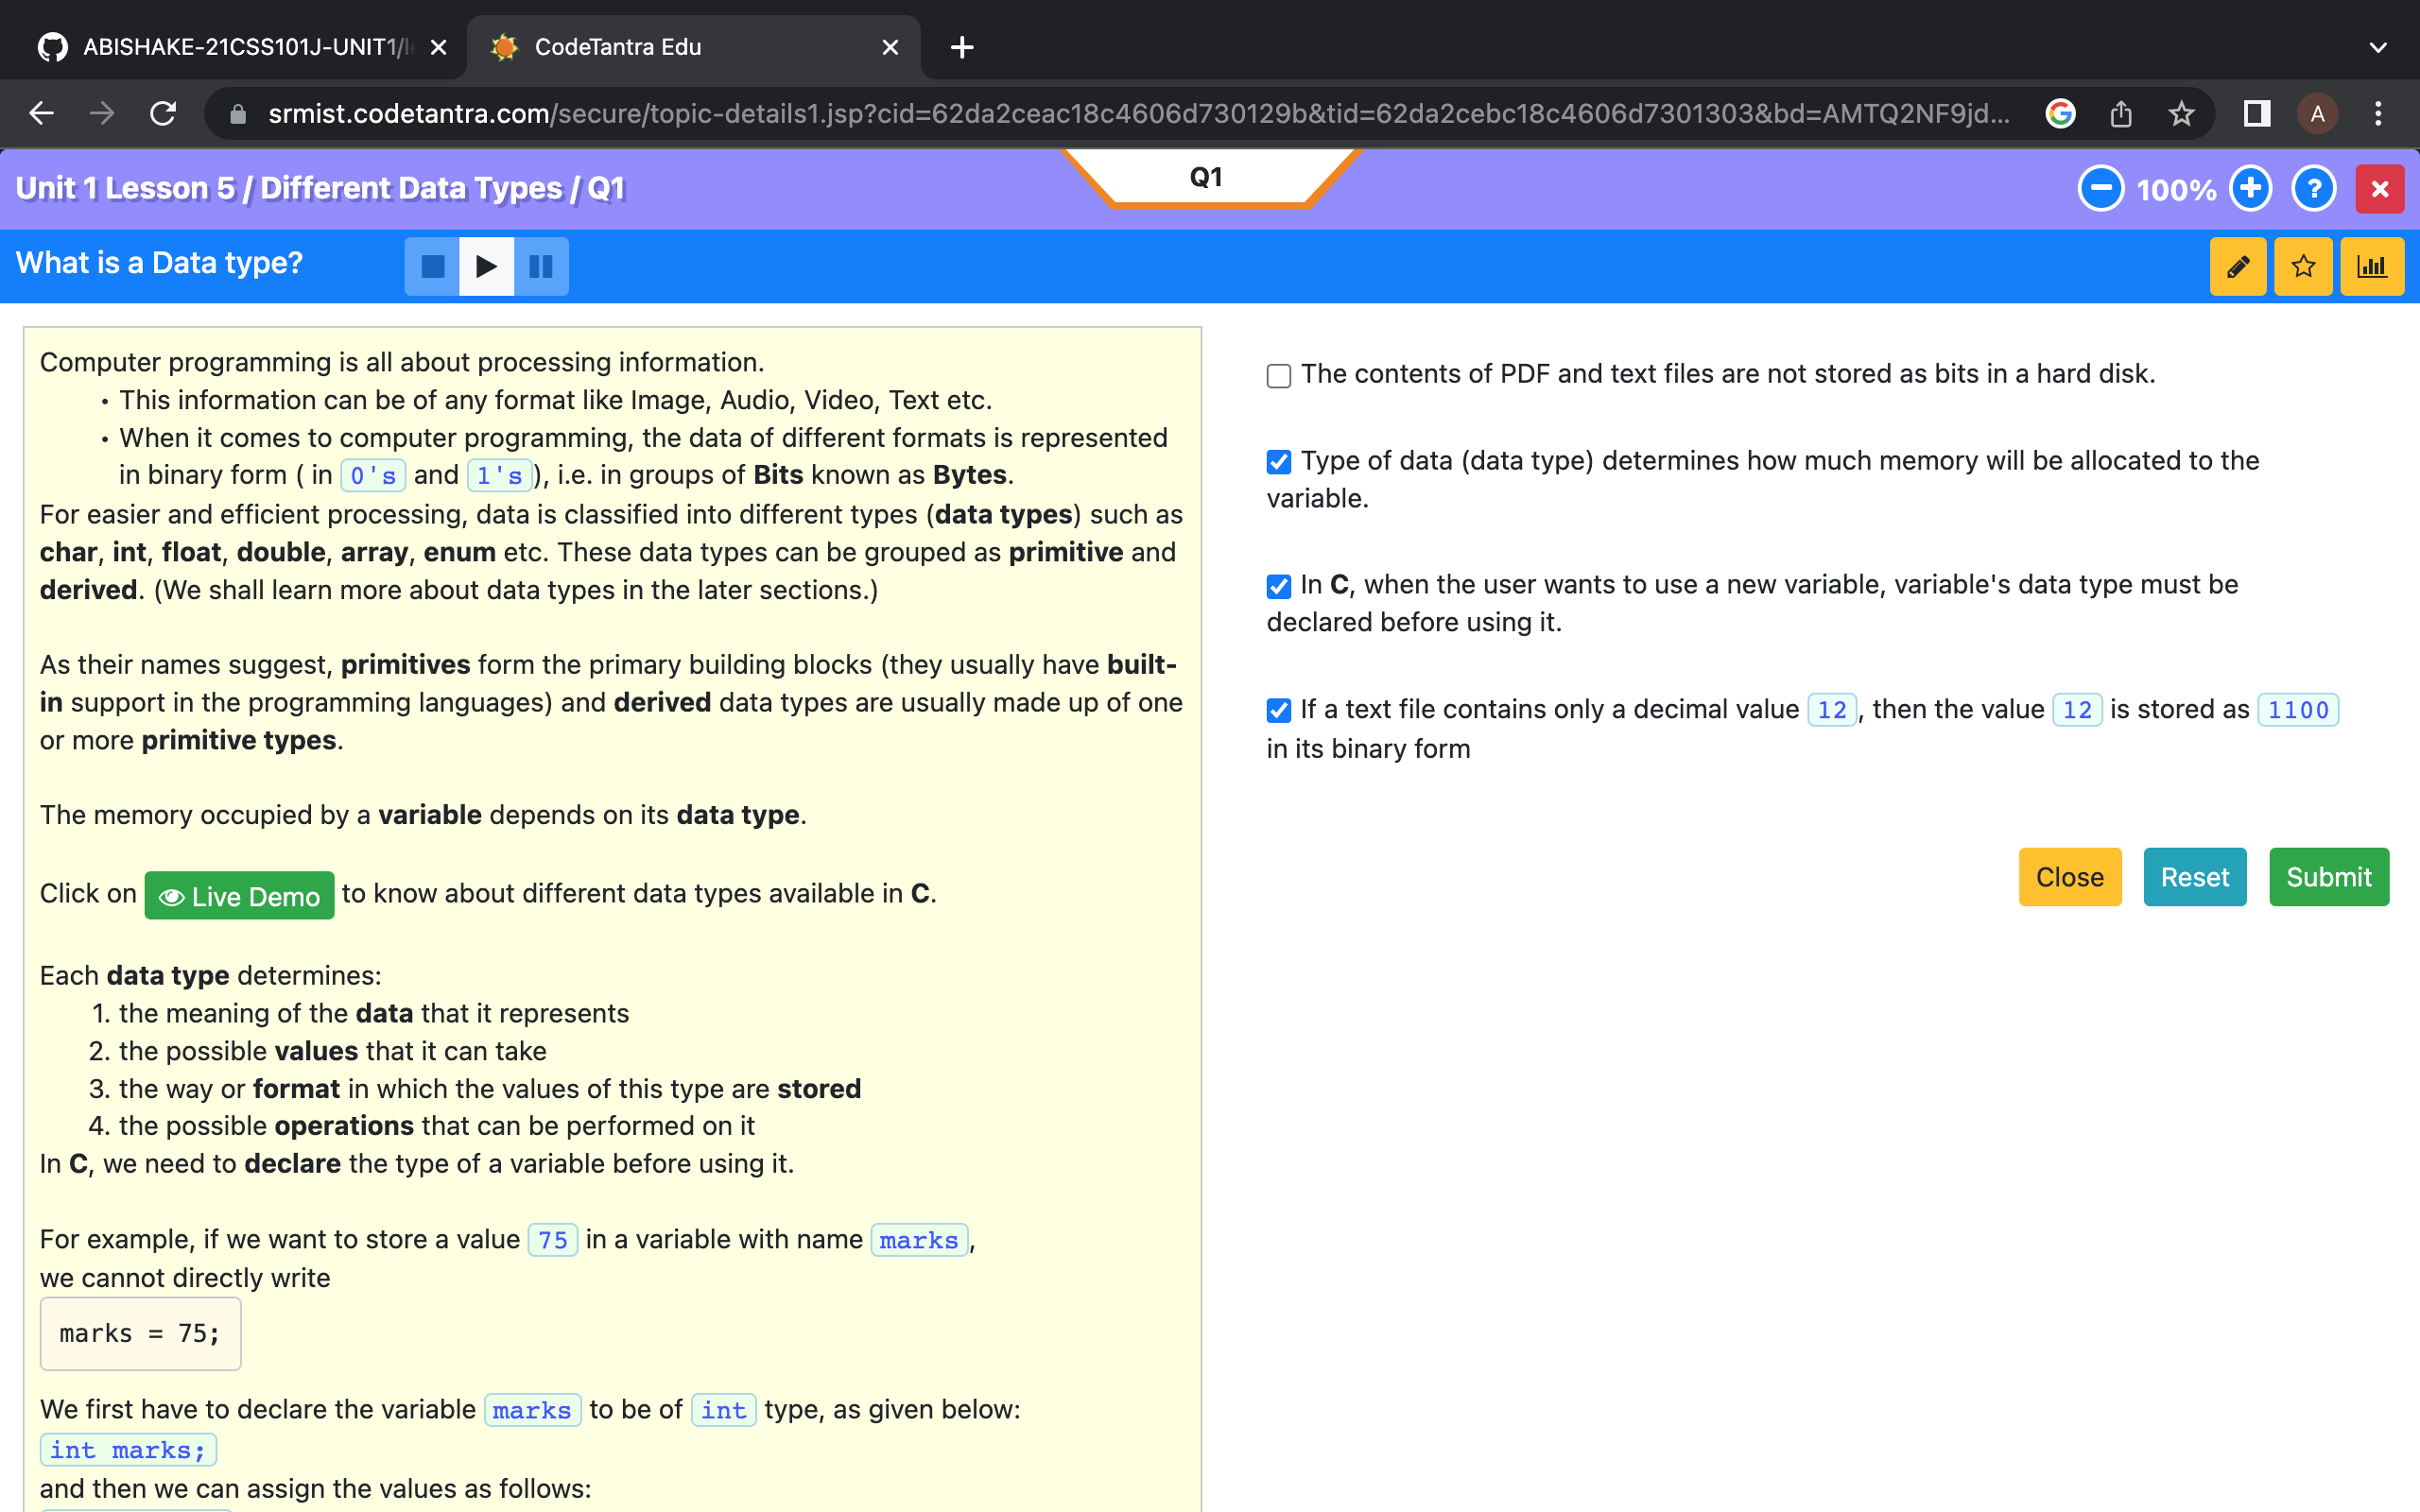 ABISHAKE-21CSS101J-UNIT1/
CodeTantra Edu
srmist.codetantra.com/secure/topic-details1.jsp?cid=62da2ceac18c4606d730129b&tid=62da2cebc18c4606d7301303&bd=AMTQ2NF9jd...
A
Unit 1 Lesson 5 / Different Data Types / Q1
Q1
100%
What is a Data type?
Computer programming is all about processing information.
• This information can be of any format like Image, Audio, Video, Text etc.
• When it comes to computer programming, the data of different formats is represented
in binary form ( in 0's and 1's), i.e. in groups of Bits known as Bytes.
For easier and efficient processing, data is classified into different types (data types) such as
char, int, float, double, array, enum etc. These data types can be grouped as primitive and
derived. (We shall learn more about data types in the later sections.)
As their names suggest, primitives form the primary building blocks (they usually have built-
in support in the programming languages) and derived data types are usually made up of one
or more primitive types.
The memory occupied by a variable depends on its data type.
Click on Live Demo to know about different data types available in C.
Each data type determines:
1. the meaning of the data that it represents
2. the possible values that it can take
3. the way or format in which the values of this type are stored
4. the possible operations that can be performed on it
In C, we need to declare the type of a variable before using it.
For example, if we want to store a value 75 in a variable with name marks,
we cannot directly write
marks = 75;
We first have to declare the variable marks to be of int type, as given below:
int marks;
and then we can assign the values as follows:
The contents of PDF and text files are not stored as bits in a hard disk.
Type of data (data type) determines how much memory will be allocated to the
variable.
In C, when the user wants to use a new variable, variable's data type must be
declared before using it.
If a text file contains only a decimal value 12, then the value 12 is stored as 1100
in its binary form
Close
Reset
Submit